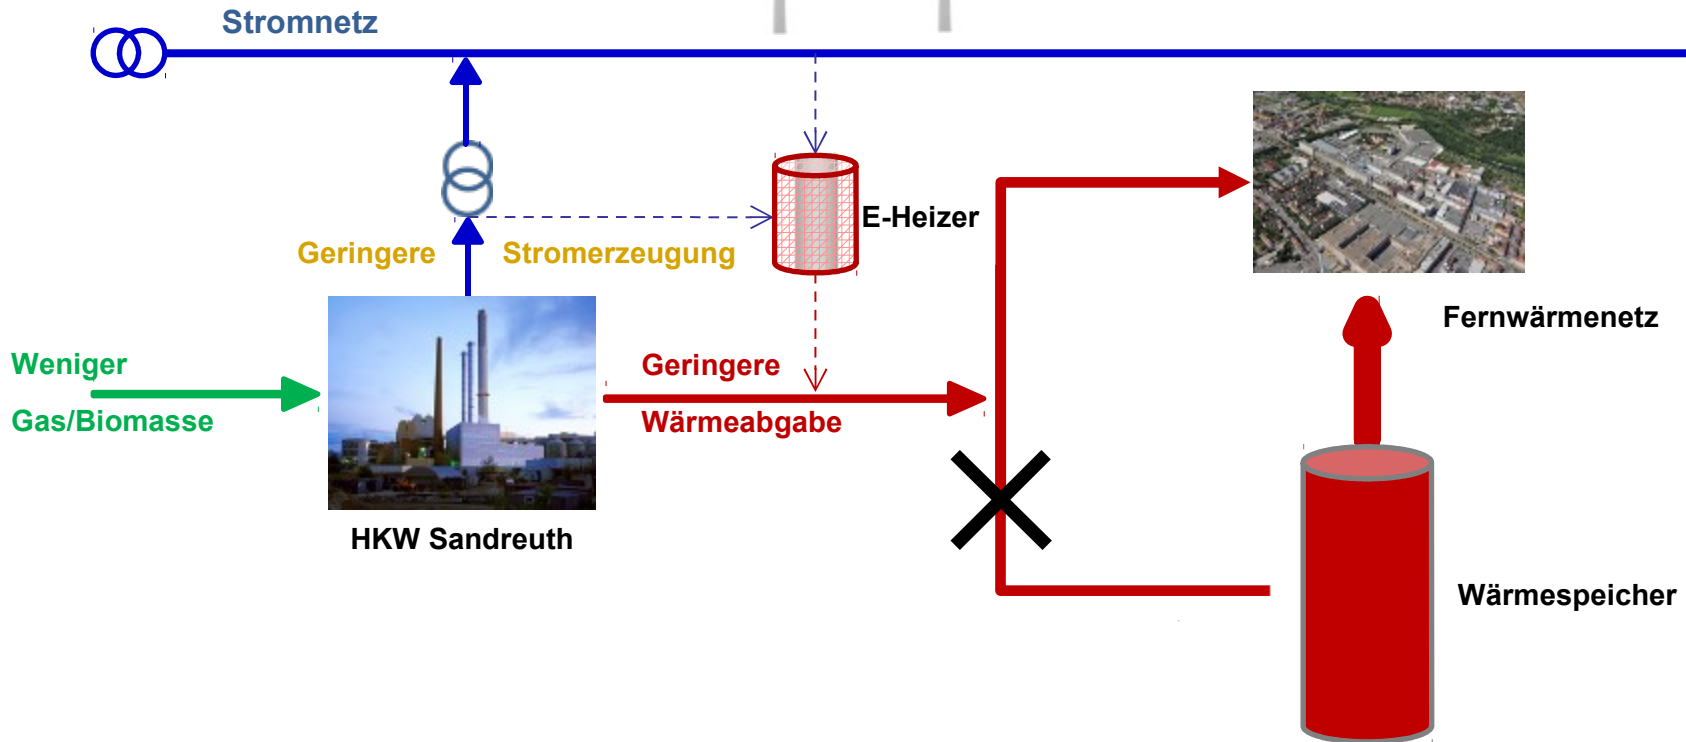 Stromnetz
E-Heizer
Geringere Stromerzeugung
Fernwärmenetz
Weniger
Gas/Biomasse
Geringere
Wärmeabgabe
HKW Sandreuth
Wärmespeicher